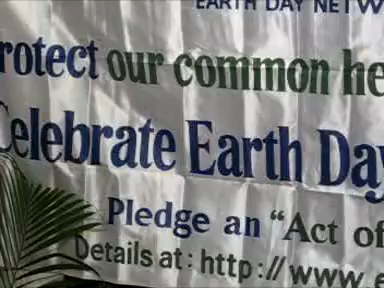 EARTH DAY NETW
rotect our common he
Celebrate Earth Day
Pledge an "Act of
Details at: http://www.